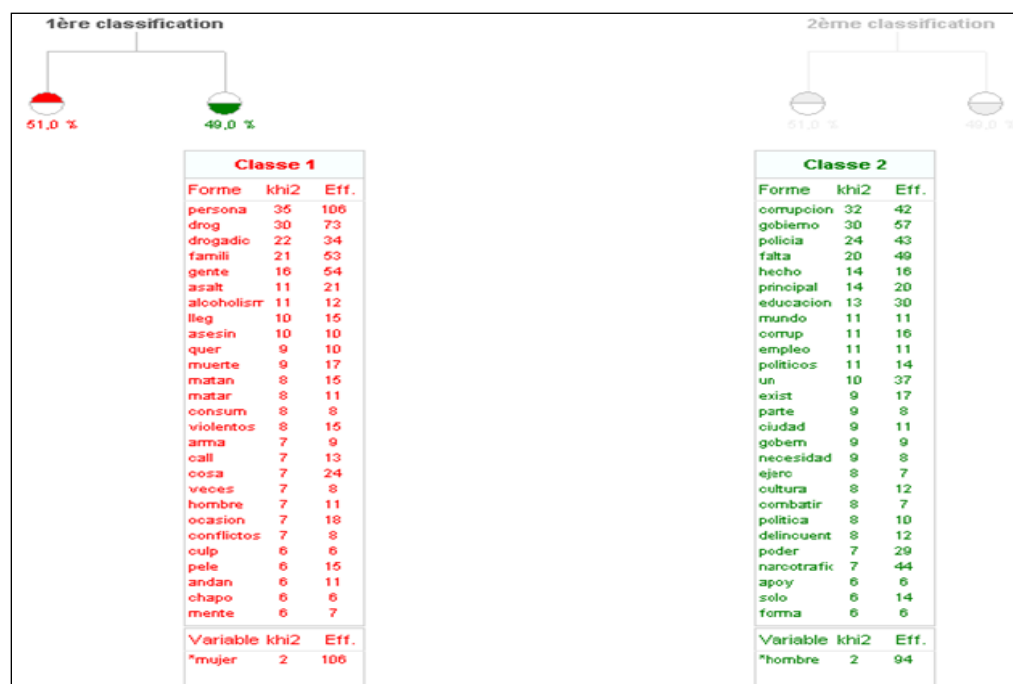 1ère classification
2ème classification
51,0 %
49,0 %
51,0 %
49,0 %
Classe 1
Forme khi2 Eff.
persona 35 106
drog 30 73
drogadic 22 34
famili 21 53
gente 16 54
asalt 11 21
alcoholism 11 12
lleg 10 15
asesin 10 10
quer 9 10
muerte 9 17
matan 8 15
matar 8 11
consum 8 8
violentos 8 15
arma 7 9
call 7 13
cosa 7 24
veces 7 8
hombre 7 11
ocasion 7 18
conflictos 7 8
culp 6 6
pele 6 15
andan 6 11
chapo 6 6
mente 6 7
Variable khi2 Eff.
*mujer 2 106
Classe 2
Forme khi2 Eff.
corrupcion 32 42
gobierno 30 57
policia 24 43
falta 20 49
hecho 14 16
principal 14 20
educacion 13 30
mundo 11 11
corrup 11 16
empleo 11 11
politicos 11 14
un 10 37
exist 9 17
parte 9 8
ciudad 9 11
gobern 9 9
necesidad 9 8
ejerc 8 7
cultura 8 12
combatir 8 7
politica 8 10
delincuent 8 12
poder 7 29
narcotrafic 7 44
apoy 6 6
solo 6 14
forma 6 6
Variable khi2 Eff.
*hombre 2 94